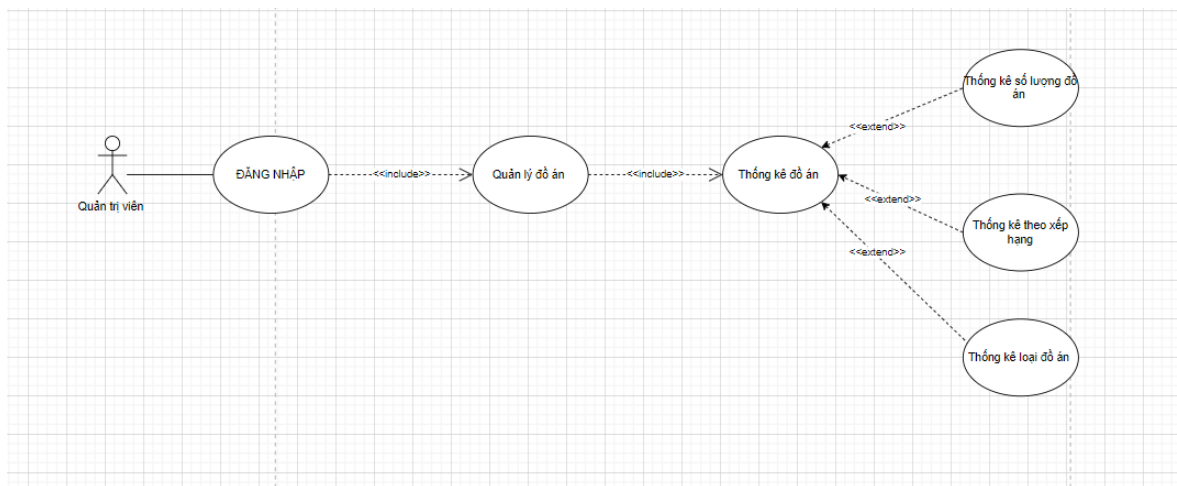 Thống kê số lượng đồ
án
<<extend>>
ĐĂNG NHẬP
<<include>>
Quản lý đồ án
<<include>>
Thống kê đồ án
Quản trị viên
<<extend>>
Thống kê theo xếp
hạng
<<extend>>
Thống kê loại đồ án